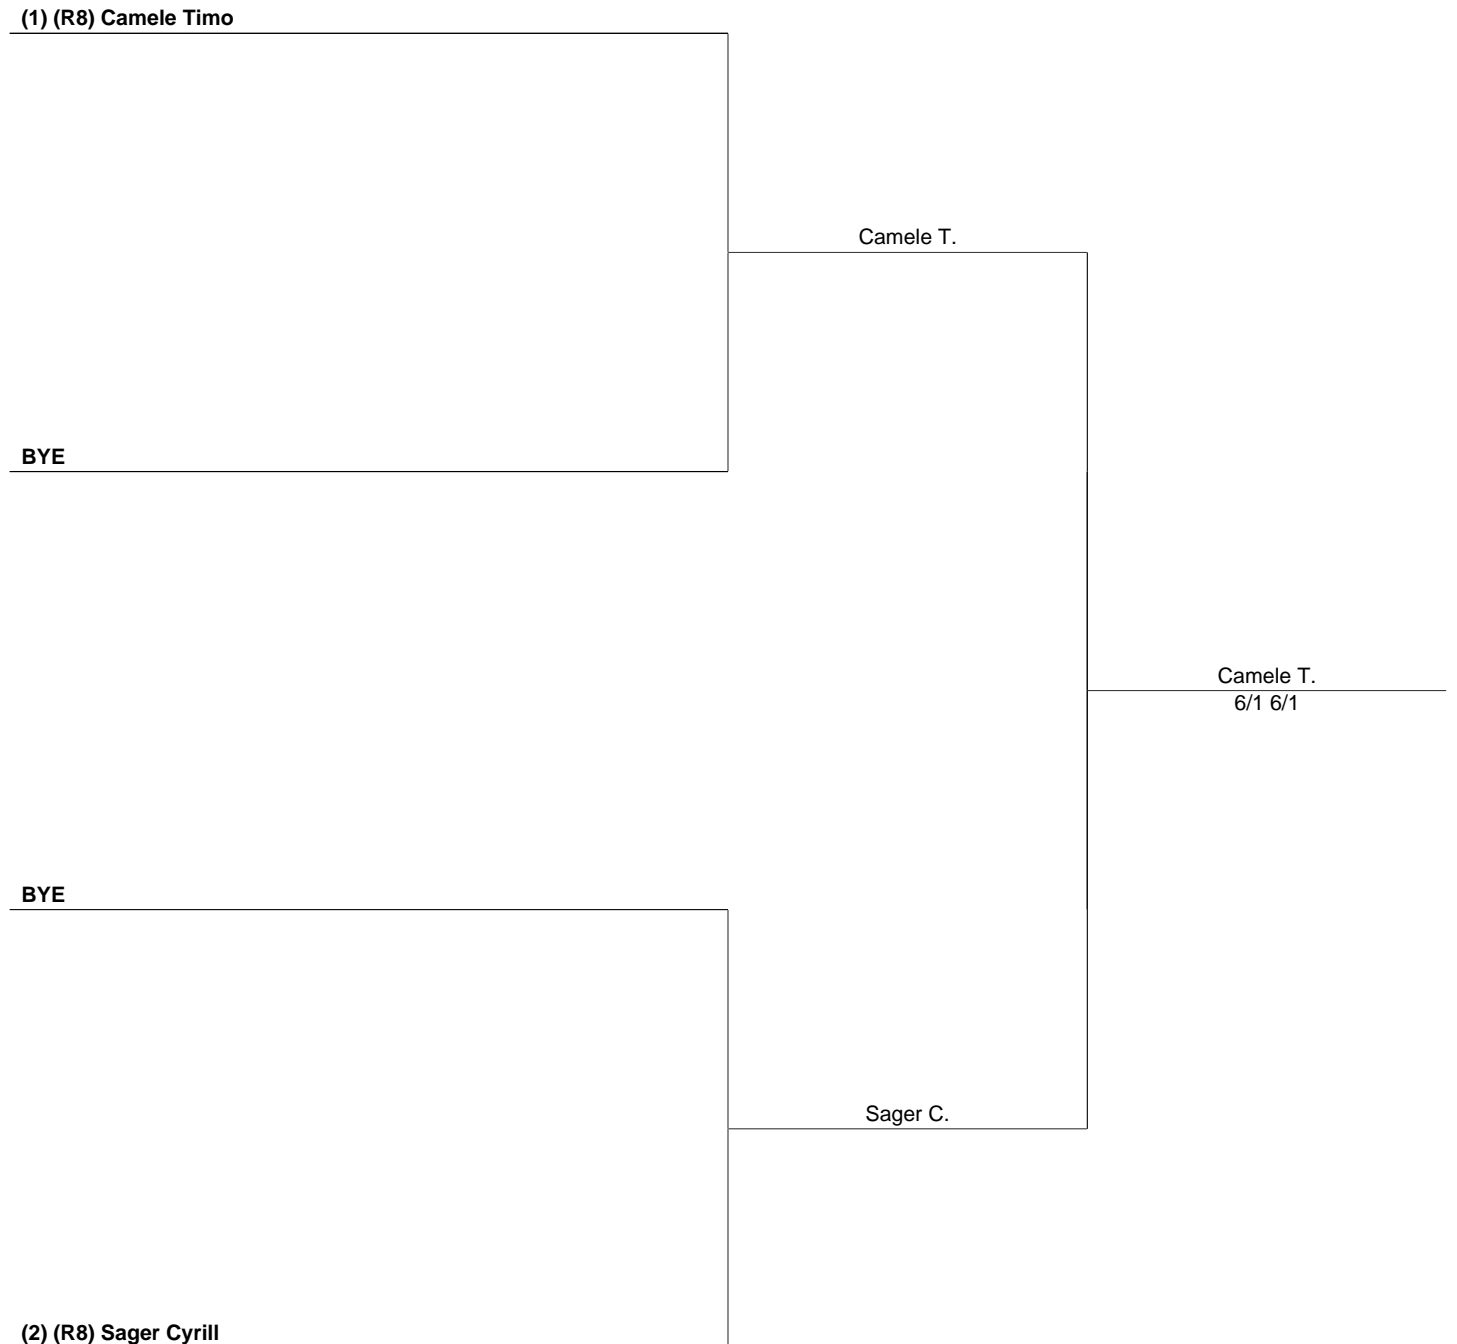 (1) (R8) Camele Timo
Camele T.
BYE
Camele T.
6/1 6/1
BYE
Sager C.
(2) (R8) Sager Cyrill